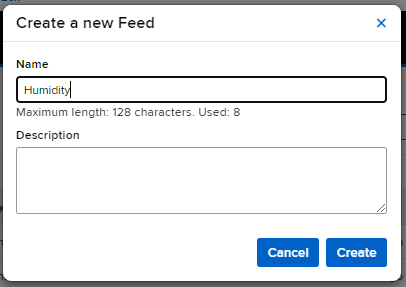 Create a new Feed
Name
Humidity
Maximum length: 128 characters. Used: 8
Description
Cancel
Create